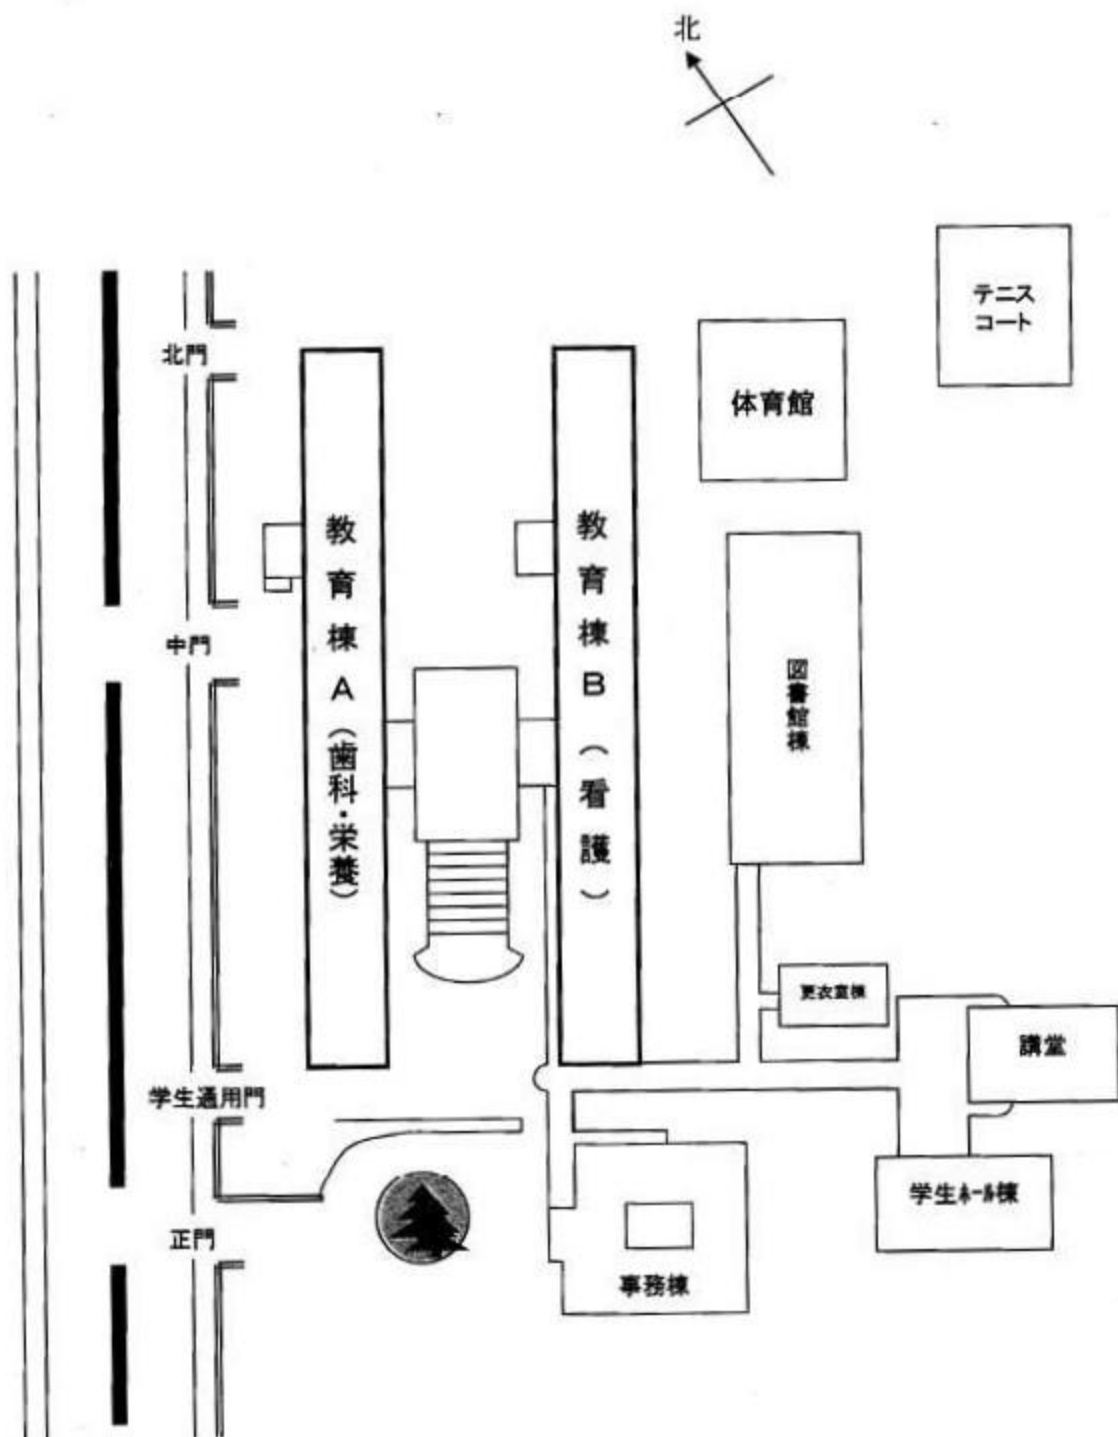 北
テニス
コート
北門
体育館
教育棟A(歯科・栄養)
教育棟B(看護)
中門
図書館棟
更衣室棟
講堂
学生通用門
学生ホール棟
正門
事務棟